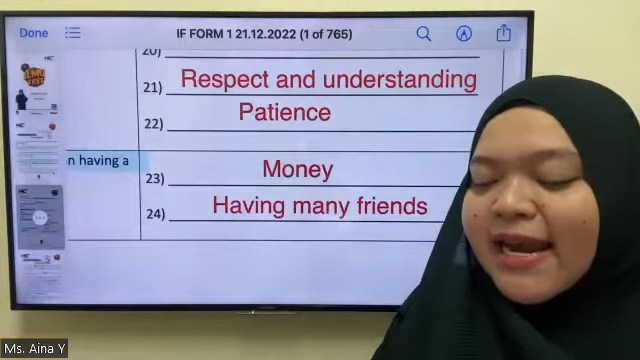 Done
IF FORM 1 21.12.2022 (1 of 765)
20)
21) Respect and understanding
22) Patience
n having a
23) Money
24) Having many friends
Ms. Aina Y